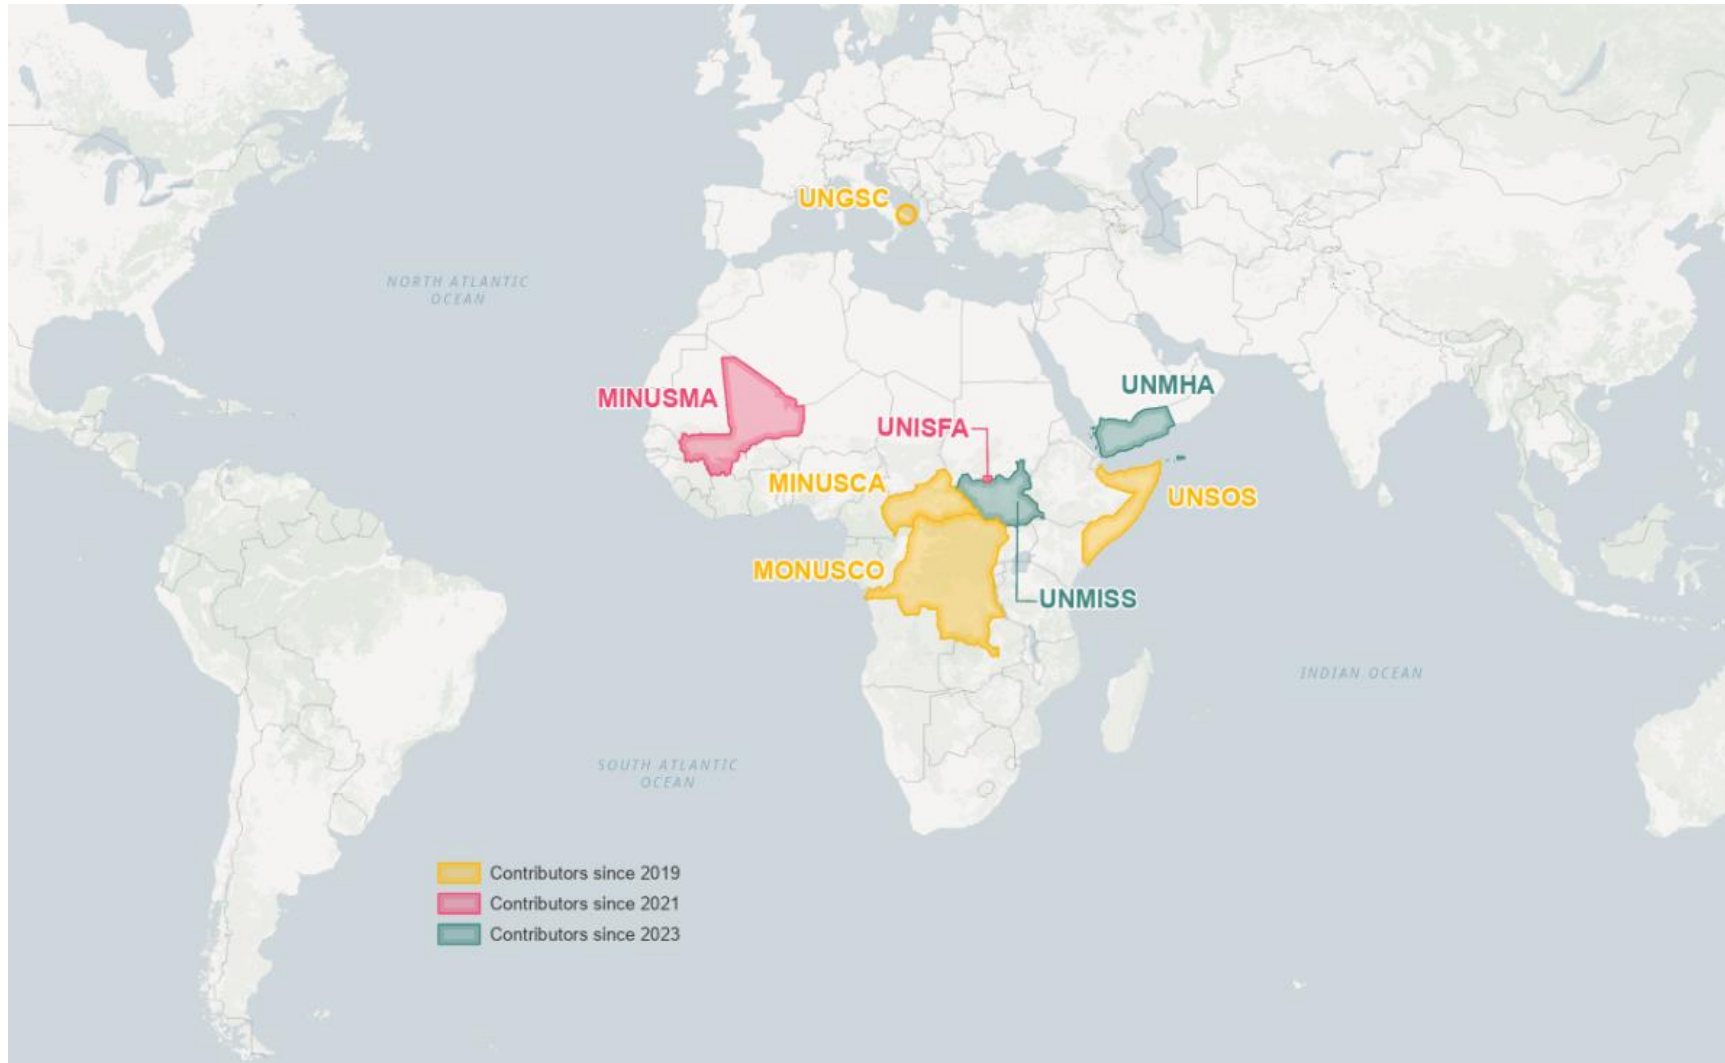 UNGSC
NORTH ATLANTIC
OCEAN
MINUSMA
UNMHA
UNISFA
MINUSCA
UNSOS
MONUSCO
UNMISS
INDIAN OCEAN
SOUTH ATLANTIC
OCEAN
Contributors since 2019
Contributors since 2021
Contributors since 2023